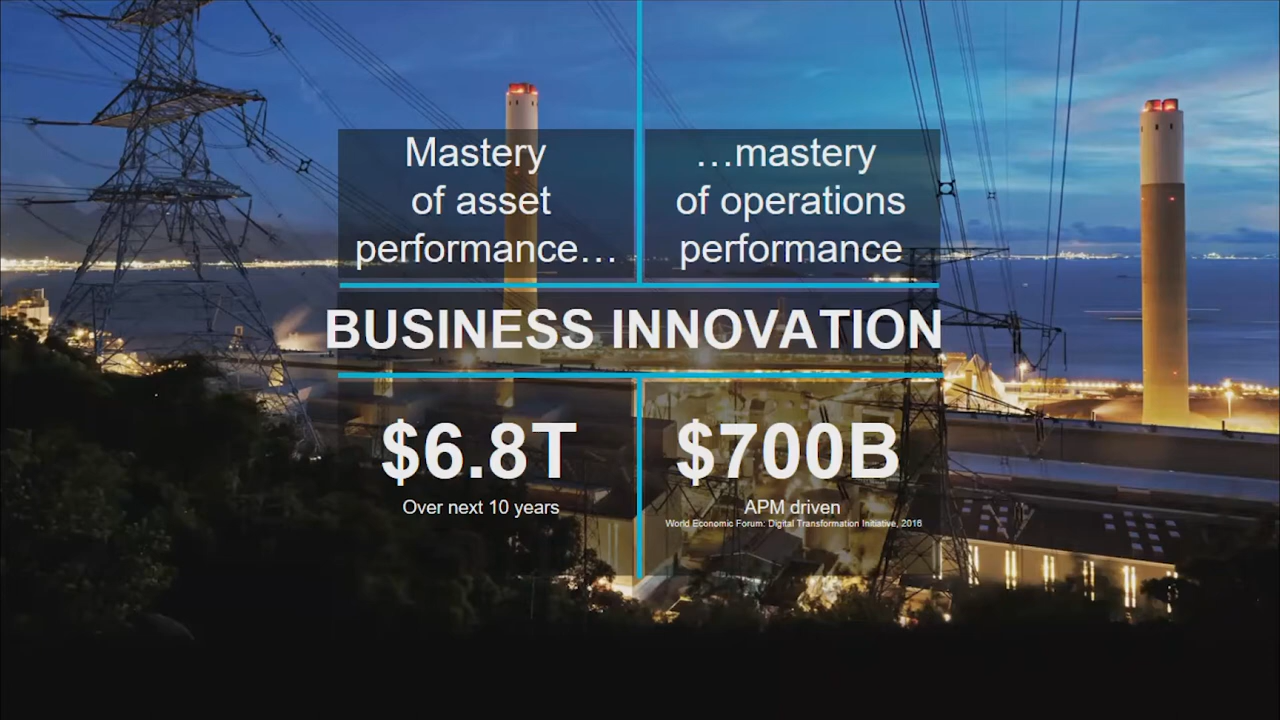 Mastery
of asset
performance…
…mastery
of operations
performance
BUSINESS INNOVATION
$6.8T
Over next 10 years
$700B
APM driven
World Economic Forum: Digital Transformation Initiative, 2016